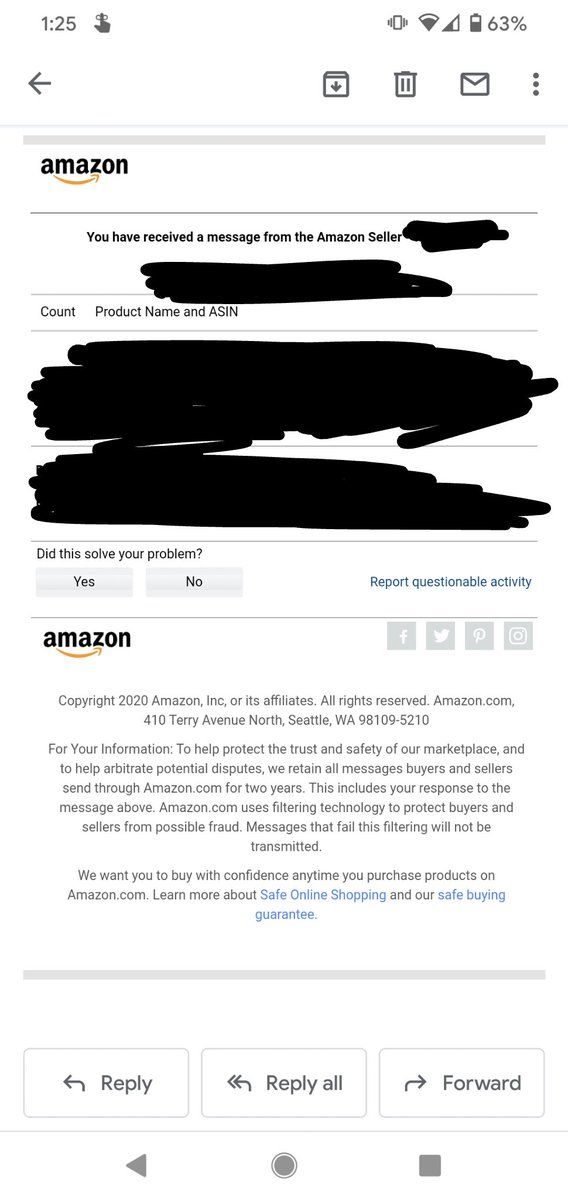 1:25 63%
amazon
You have received a message from the Amazon Seller
Count Product Name and ASIN
Did this solve your problem?
Yes No Report questionable activity
amazon
Copyright 2020 Amazon, Inc, or its affiliates. All rights reserved. Amazon.com,
410 Terry Avenue North, Seattle, WA 98109-5210
For Your Information: To help protect the trust and safety of our marketplace, and
to help arbitrate potential disputes, we retain all messages buyers and sellers
send through Amazon.com for two years. This includes your response to the
message above. Amazon.com uses filtering technology to protect buyers and
sellers from possible fraud. Messages that fail this filtering will not be
transmitted.
We want you to buy with confidence anytime you purchase products on
Amazon.com. Learn more about Safe Online Shopping and our safe buying
guarantee.
Reply Reply all Forward